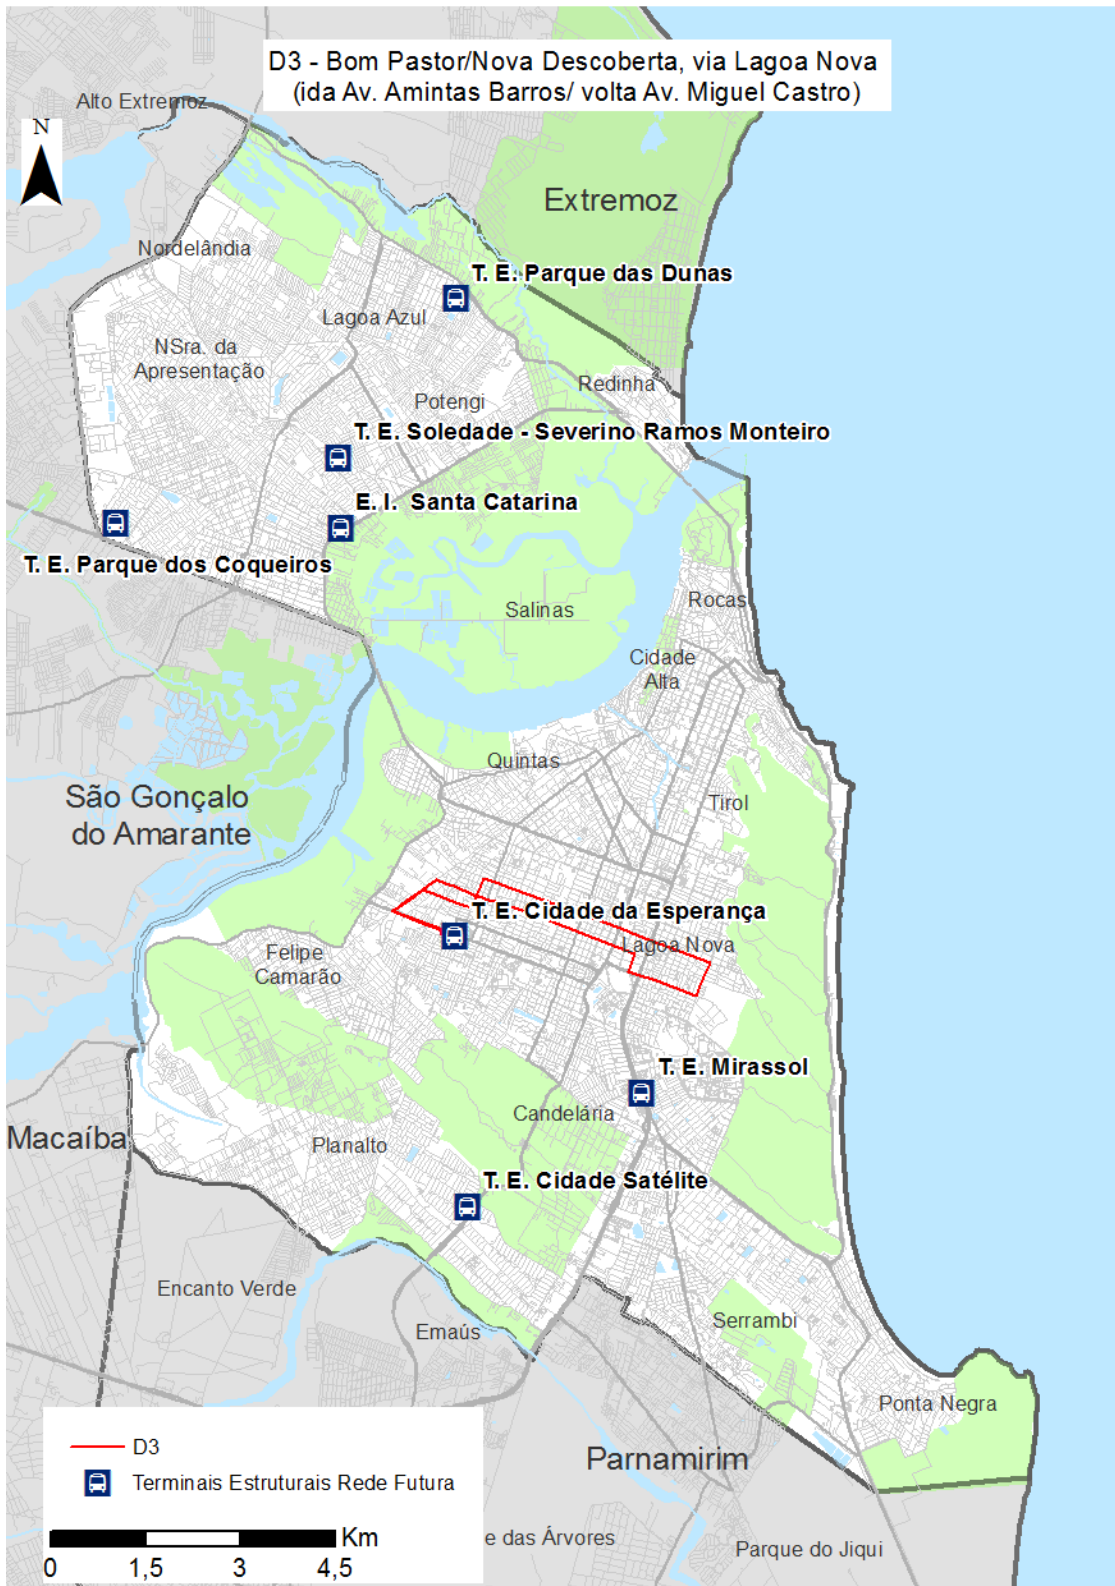 D3 - Bom Pastor/Nova Descoberta, via Lagoa Nova
(ida Av. Amintas Barros/ volta Av. Miguel Castro)
Alto Extremoz
N
Extremoz
Nordelândia
T. E. Parque das Dunas
Lagoa Azul
NSra. da
Apresentação
Redinha
Potengi
T. E. Soledade - Severino Ramos Monteiro
E. I. Santa Catarina
T. E. Parque dos Coqueiros
Salinas
Rocas
Cidade
Alta
Quintas
São Gonçalo
do Amarante
Tirol
T. E. Cidade da Esperança
Lagoa Nova
Felipe
Camarão
T. E. Mirassol
Candelária
Macaíba
Planalto
T. E. Cidade Satélite
Encanto Verde
Emaús
Serrambi
Ponta Negra
Parnamirim
D3
Terminais Estruturais Rede Futura
Km
0 1,5 3 4,5
e das Árvores
Parque do Jiqui